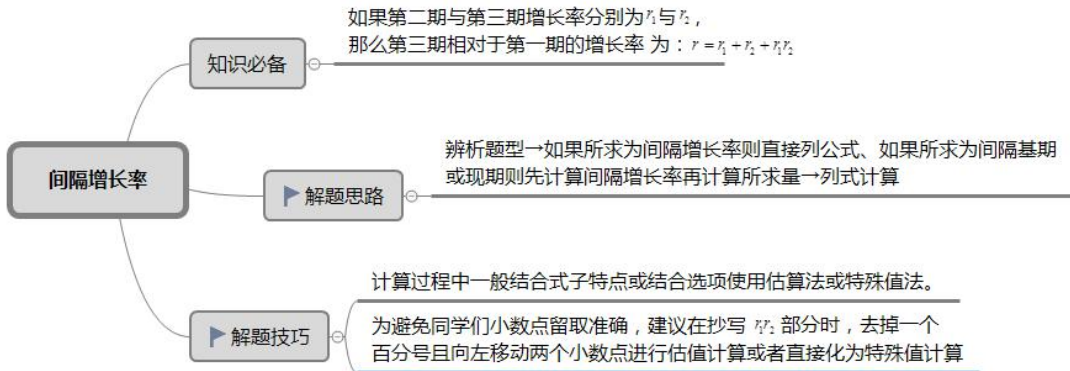 间隔增长率
知识必备
如果第二期与第三期增长率分别为r₁与r₂,
那么第三期相对于第一期的增长率 为:r = r₁ + r₂ + r₁r₂
解题思路
辨析题型→如果所求为间隔增长率则直接列公式、如果所求为间隔基期
或现期则先计算间隔增长率再计算所求量→列式计算
解题技巧
计算过程中一般结合式子特点或结合选项使用估算法或特殊值法。
为避免同学们小数点留取准确,建议在抄写 r₁r₂ 部分时,去掉一个
百分号且向左移动两个小数点进行估值计算或者直接化为特殊值计算